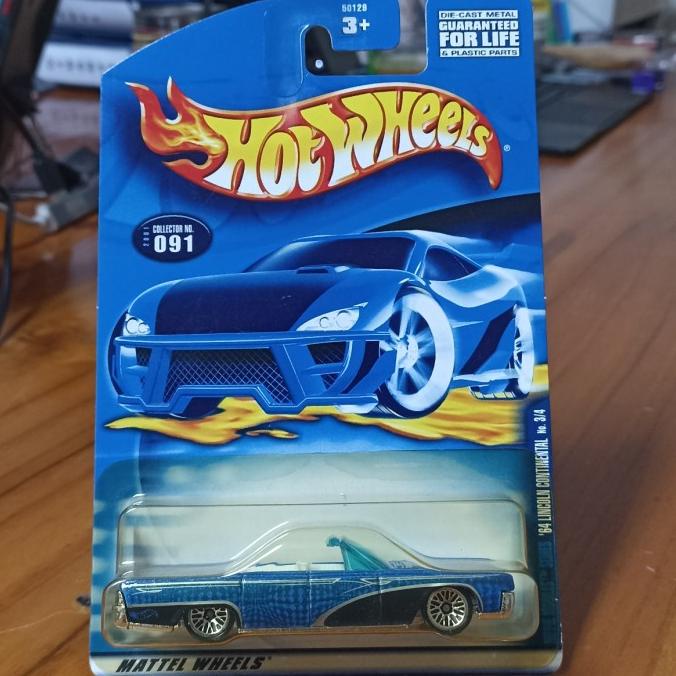 50128
3+
DIE-CAST METAL
GUARANTEED
FOR LIFE
& PLASTIC PARTS
HOT WHEELS
®
2001
COLLECTOR NO.
091
'64 LINCOLN CONTINENTAL No. 3/4
MATTEL WHEELS